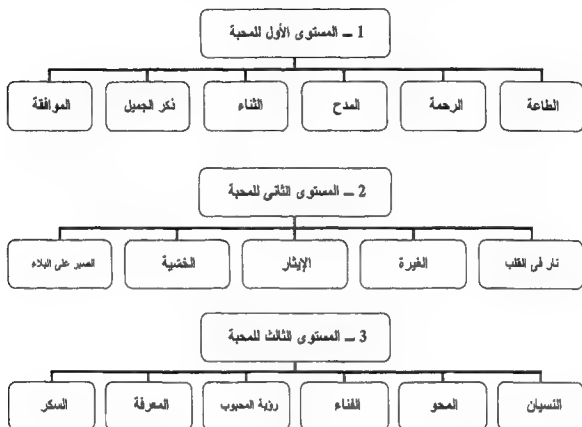 1 ـ المستوى الأول للمحبة
الطاعة
الرحمة
المدح
الثناء
ذكر الجميل
الموافقة
2 ـ المستوى الثاني للمحبة
نار فى القلب
الغيرة
الإيثار
الخشية
الصبر على البلاء
3 ـ المستوى الثالث للمحبة
النسيان
المحو
الفناء
رؤية المحبوب
المعرفة
السكر